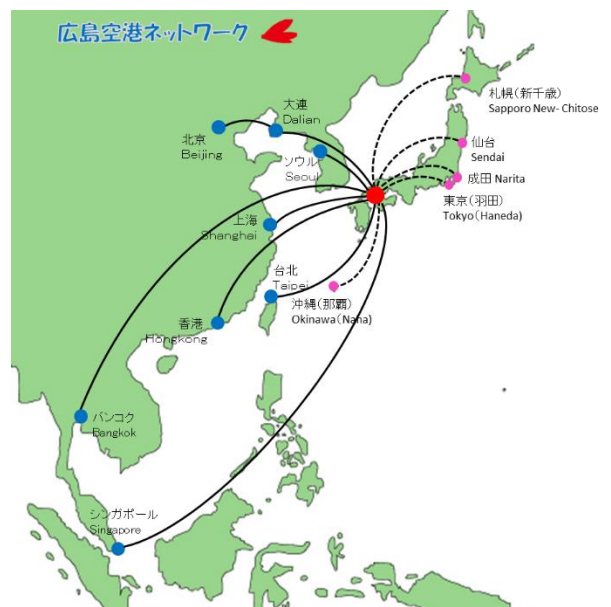 広島空港ネットワーク
札幌（新千歳）
Sapporo New- Chitose
大連
Dalian
北京
Beijing
仙台
Sendai
ソウル
Seoul
成田 Narita
東京（羽田）
Tokyo（Haneda）
上海
Shanghai
台北
Taipei
沖縄（那覇）
Okinawa（Naha）
香港
Hongkong
バンコク
Bangkok
シンガポール
Singapore